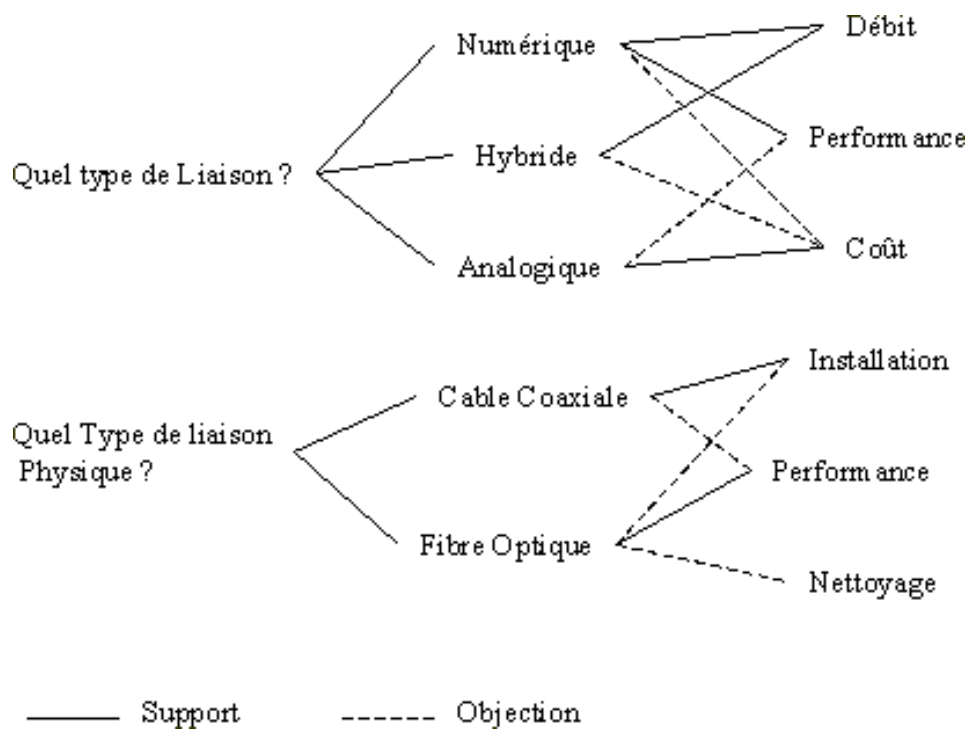 Numérique
Débit
Hybride
Performance
Quel type de Liaison ?
Analogique
Coût
Installation
Cable Coaxiale
Quel Type de liaison
Physique ?
Performance
Fibre Optique
Nettoyage
Support
Objection